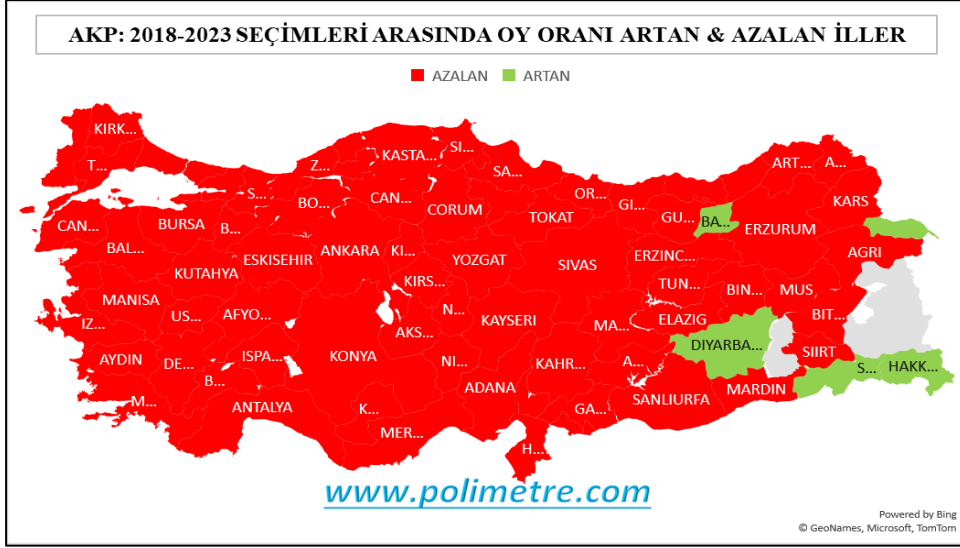 AKP: 2018-2023 SEÇİMLERİ ARASINDA OY ORANI ARTAN & AZALAN İLLER
AZALAN ARTAN
KIRK...
T...
Z...
KASTA...
SI...
SA...
S...
BO...
CAN...
CORUM
OR...
GI...
GU...
BA...
ART...
A...
KARS
CAN...
BURSA
B...
TOKAT
ERZURUM
BAL...
ESKISEHIR
ANKARA
KI...
YOZGAT
SIVAS
ERZINC...
AGRI
KUTAHYA
KIRS...
TUN...
BIN...
MUS
MANISA
US...
AFYO...
N...
KAYSERI
MA...
ELAZIG
BIT...
IZ...
AKS...
DIYARBA...
SIIRT
AYDIN
DE...
ISPA...
KONYA
NI...
KAHR...
A...
S...
HAKK...
B...
ADANA
SANLIURFA
MARDIN
M...
ANTALYA
K...
GA...
MER...
H...
www.polimetre.com
Powered by Bing
© GeoNames, Microsoft, TomTom